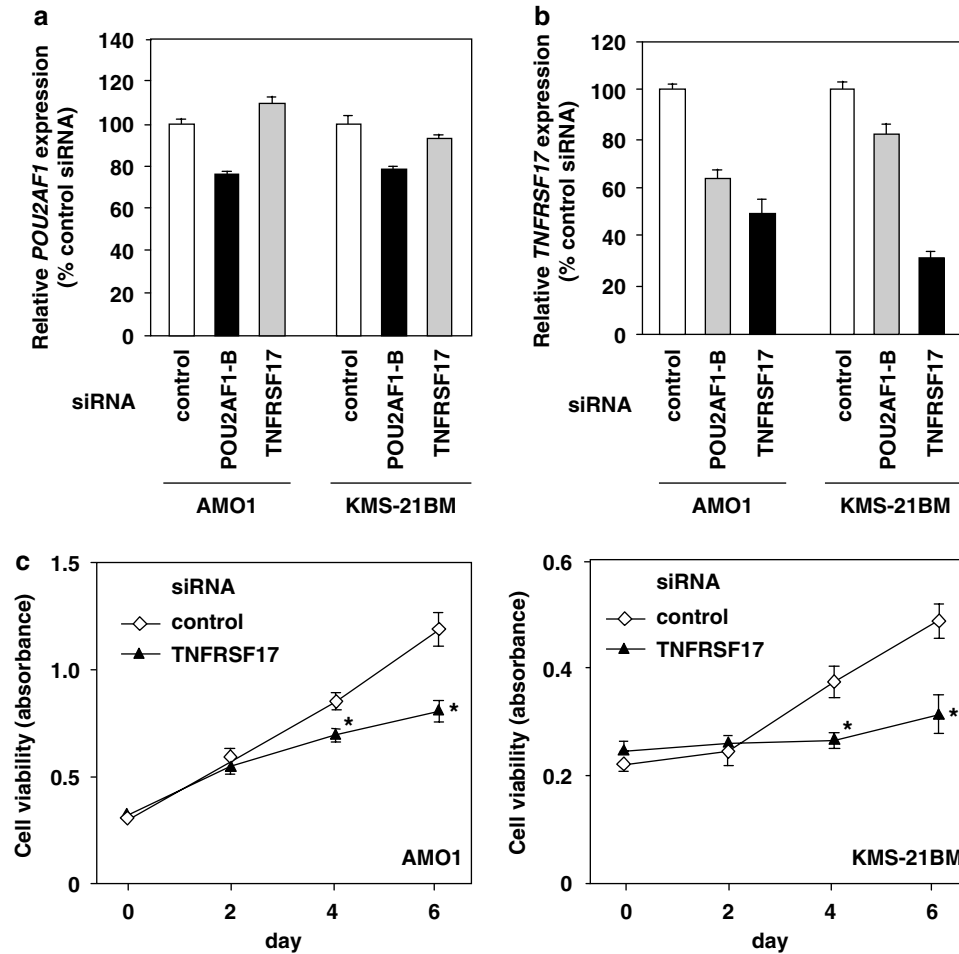 a
Relative POU2AF1 expression
(% control siRNA)
140
120
100
80
60
40
20
0
siRNA
control
POU2AF1-B
TNFRSF17
control
POU2AF1-B
TNFRSF17
AMO1
KMS-21BM
b
Relative TNFRSF17 expression
(% control siRNA)
120
100
80
60
40
20
0
siRNA
control
POU2AF1-B
TNFRSF17
control
POU2AF1-B
TNFRSF17
AMO1
KMS-21BM
c
Cell viability (absorbance)
1.5
1.0
0.5
0
siRNA
control
TNFRSF17
*
*
AMO1
0 2 4 6
day
Cell viability (absorbance)
0.6
0.4
0.2
0
siRNA
control
TNFRSF17
*
*
KMS-21BM
0 2 4 6
day